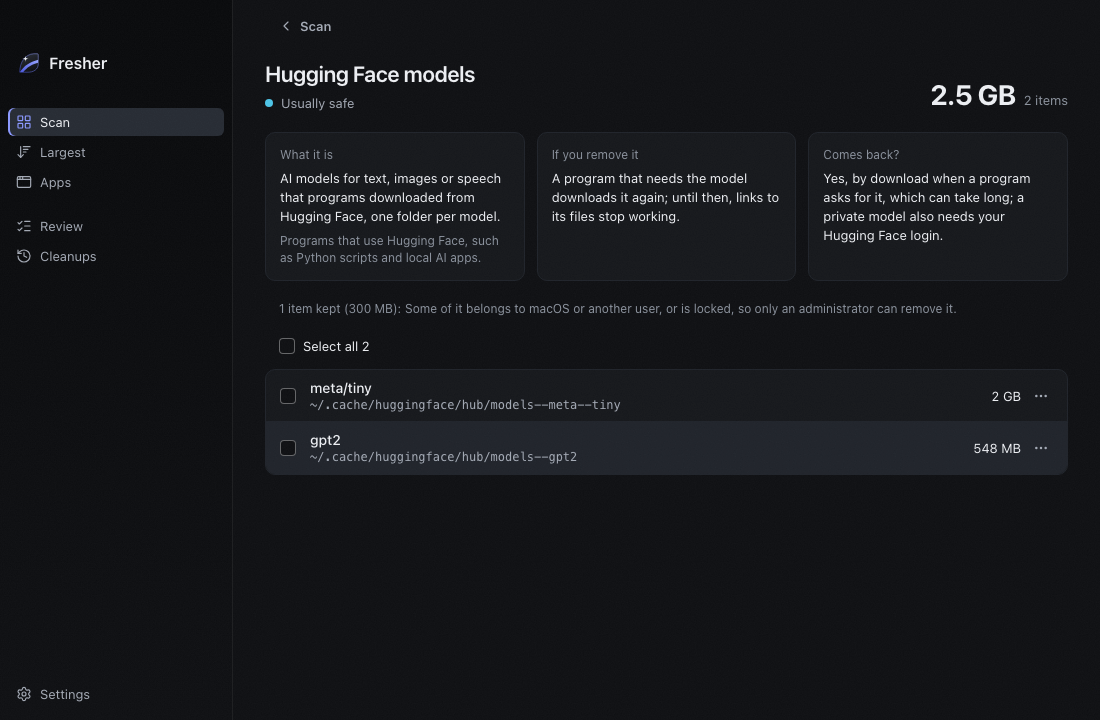 Scan
Fresher
Hugging Face models
Usually safe
2.5 GB 2 items
Scan
Largest
Apps
Review
Cleanups
What it is
AI models for text, images or speech
that programs downloaded from
Hugging Face, one folder per model.
Programs that use Hugging Face, such
as Python scripts and local AI apps.
If you remove it
A program that needs the model
downloads it again; until then, links to
its files stop working.
Comes back?
Yes, by download when a program
asks for it, which can take long; a
private model also needs your
Hugging Face login.
1 item kept (300 MB): Some of it belongs to macOS or another user, or is locked, so only an administrator can remove it.
Select all 2
meta/tiny
~/.cache/huggingface/hub/models--meta--tiny
2 GB
gpt2
~/.cache/huggingface/hub/models--gpt2
548 MB
Settings